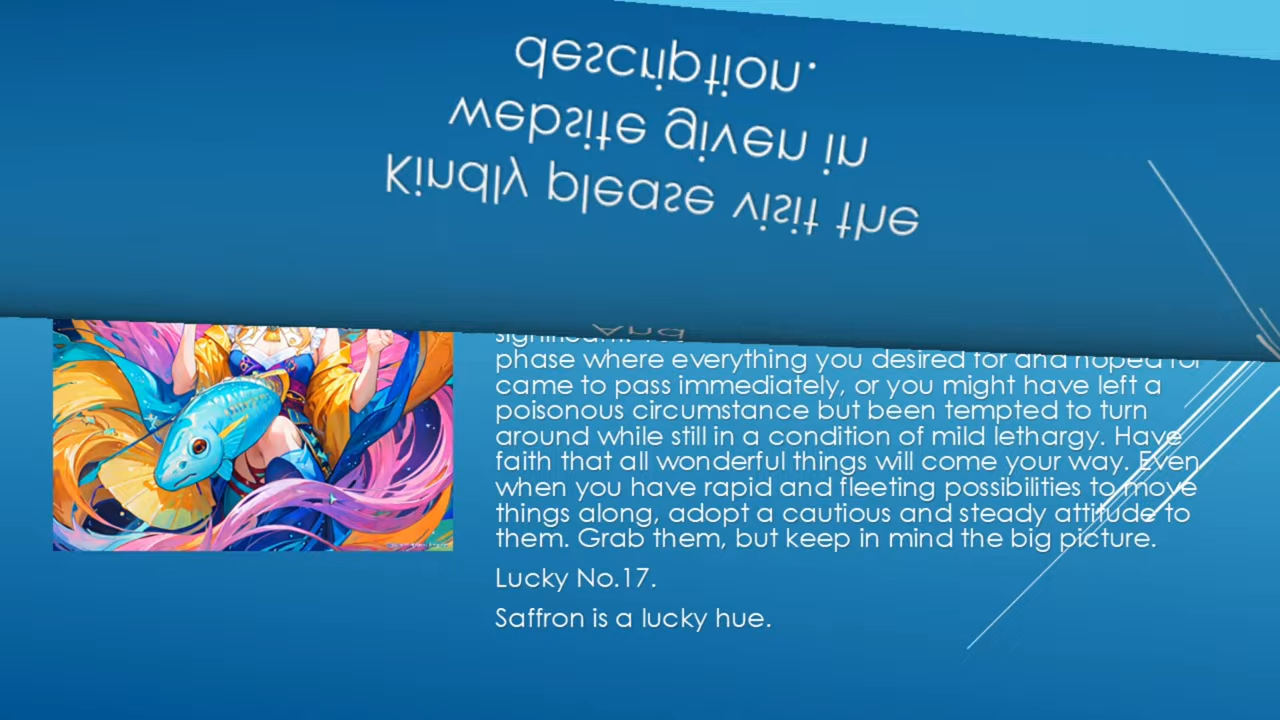 And
Kindly please visit the
website given in
description.
phase where everything you desired for and hoped for
came to pass immediately, or you might have left a
poisonous circumstance but been tempted to turn
around while still in a condition of mild lethargy. Have
faith that all wonderful things will come your way. Even
when you have rapid and fleeting possibilities to move
things along, adopt a cautious and steady attitude to
them. Grab them, but keep in mind the big picture.
Lucky No.17.
Saffron is a lucky hue.